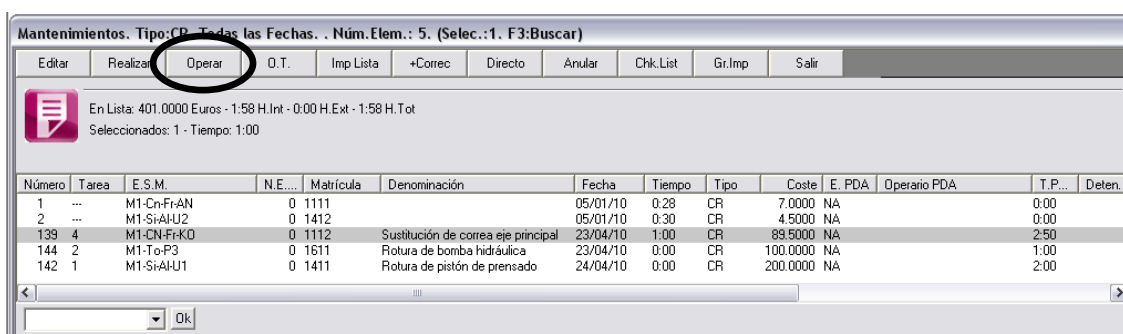 Mantenimientos. Tipo:CR. Todas las Fechas. . Núm.Elem.: 5. (Selec.:1. F3:Buscar)
Editar Realizar Operar O.T. Imp Lista +Correc Directo Anular Chk.List Gr.Imp Salir
En Lista: 401.0000 Euros - 1:58 H.Int - 0:00 H.Ext - 1:58 H.Tot
Seleccionados: 1 - Tiempo: 1:00
Número Tarea E.S.M. N.E.... Matrícula Denominación Fecha Tiempo Tipo Coste E. PDA Operario PDA T.P... Deten.
1 --- M1-Cn-Fr-AN 0 1111 05/01/10 0:28 CR 7.0000 NA 0:00
2 --- M1-Si-Al-U2 0 1412 05/01/10 0:30 CR 4.5000 NA 0:00
139 4 M1-CN-Fr-KO 0 1112 Sustitución de correa eje principal 23/04/10 1:00 CR 89.5000 NA 2:50
144 2 M1-To-P3 0 1611 Rotura de bomba hidráulica 23/04/10 0:00 CR 100.0000 NA 1:00
142 1 M1-Si-Al-U1 0 1411 Rotura de pistón de prensado 24/04/10 0:00 CR 200.0000 NA 2:00
Ok